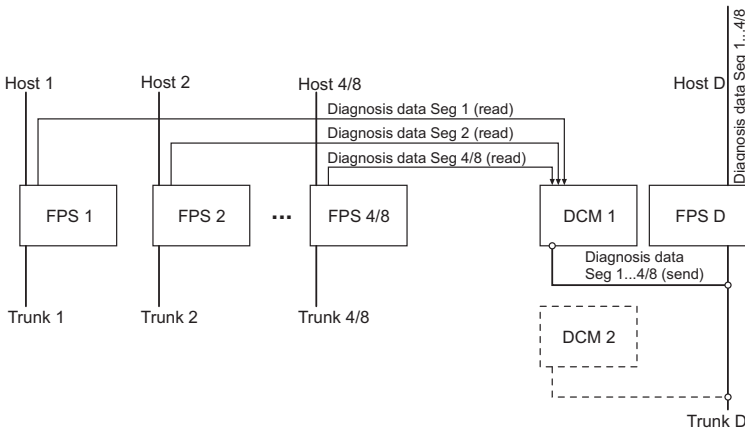 Diagnosis data Seg 1...4/8
Host 1
Host 2
Host 4/8
Host D
Diagnosis data Seg 1 (read)
Diagnosis data Seg 2 (read)
Diagnosis data Seg 4/8 (read)
FPS 1
FPS 2
...
FPS 4/8
DCM 1
FPS D
Diagnosis data
Seg 1...4/8 (send)
Trunk 1
Trunk 2
Trunk 4/8
DCM 2
Trunk D